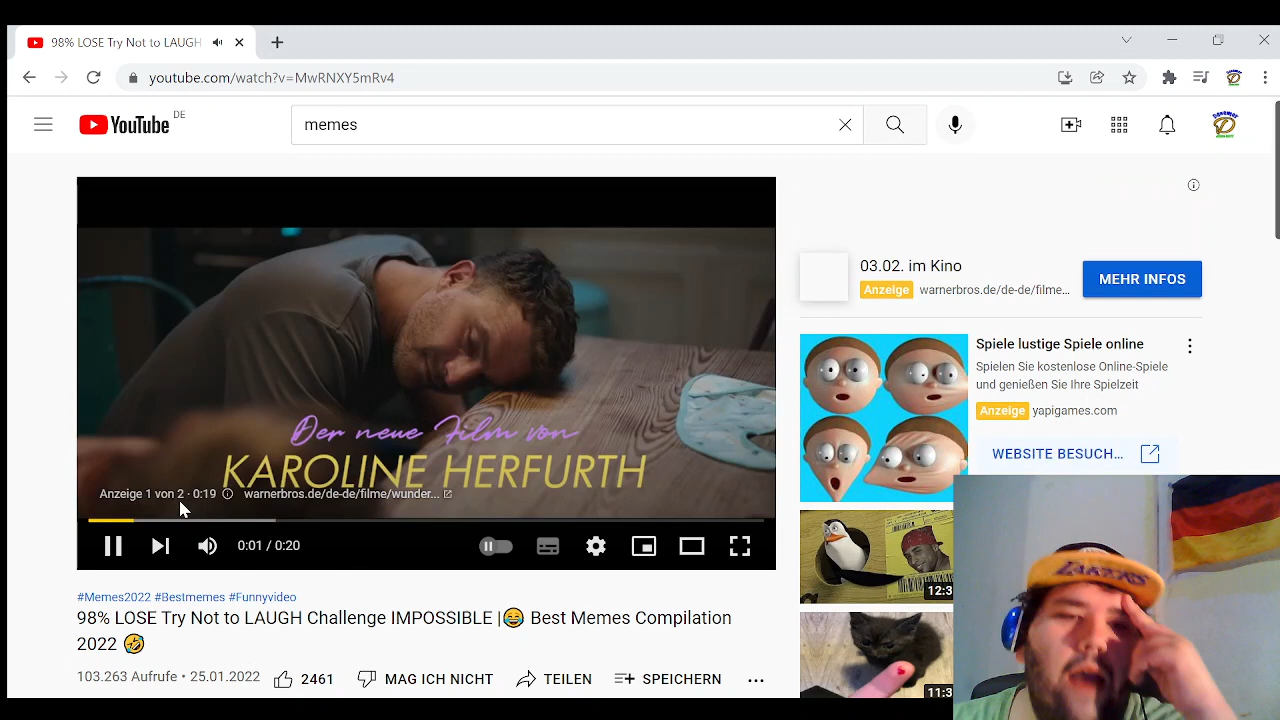 98% LOSE Try Not to LAUGH
youtube.com/watch?v=MwRNXY5mRv4
YouTube DE
memes
Der neue Film von
KAROLINE HERFURTH
Anzeige 1 von 2 · 0:19 warnerbros.de/de-de/filme/wunder...
0:01 / 0:20
03.02. im Kino
Anzeige warnerbros.de/de-de/filme...
MEHR INFOS
Spiele lustige Spiele online
Spielen Sie kostenlose Online-Spiele
und genießen Sie Ihre Spielzeit
Anzeige yapigames.com
WEBSITE BESUCH...
12:3
11:3
LAKERS
#Memes2022 #Bestmemes #Funnyvideo
98% LOSE Try Not to LAUGH Challenge IMPOSSIBLE |😂 Best Memes Compilation
2022 🤣
103.263 Aufrufe • 25.01.2022 2461 MAG ICH NICHT TEILEN SPEICHERN